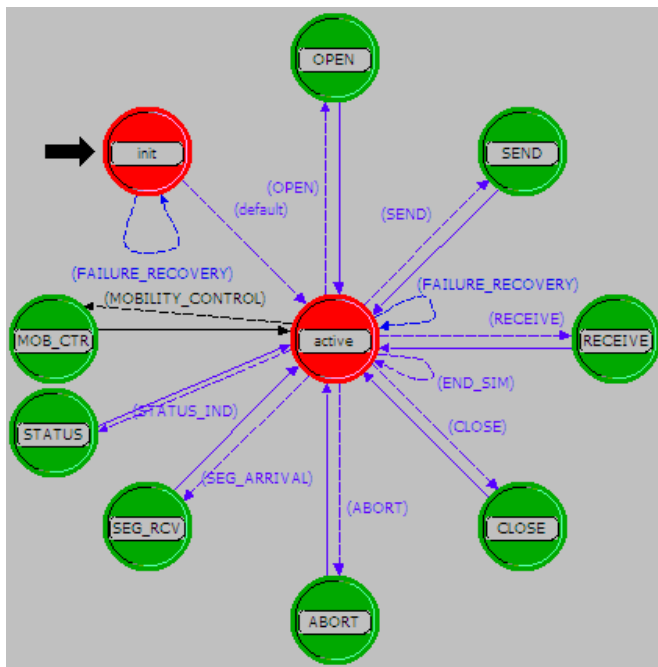 OPEN
init
SEND
(OPEN)
(default)
(SEND)
(FAILURE_RECOVERY)
(FAILURE_RECOVERY)
(MOBILITY_CONTROL)
(RECEIVE)
MOB_CTR
active
RECEIVE
(END_SIM)
(STATUS_IND)
(CLOSE)
STATUS
(SEG_ARRIVAL)
(ABORT)
SEG_RCV
CLOSE
ABORT